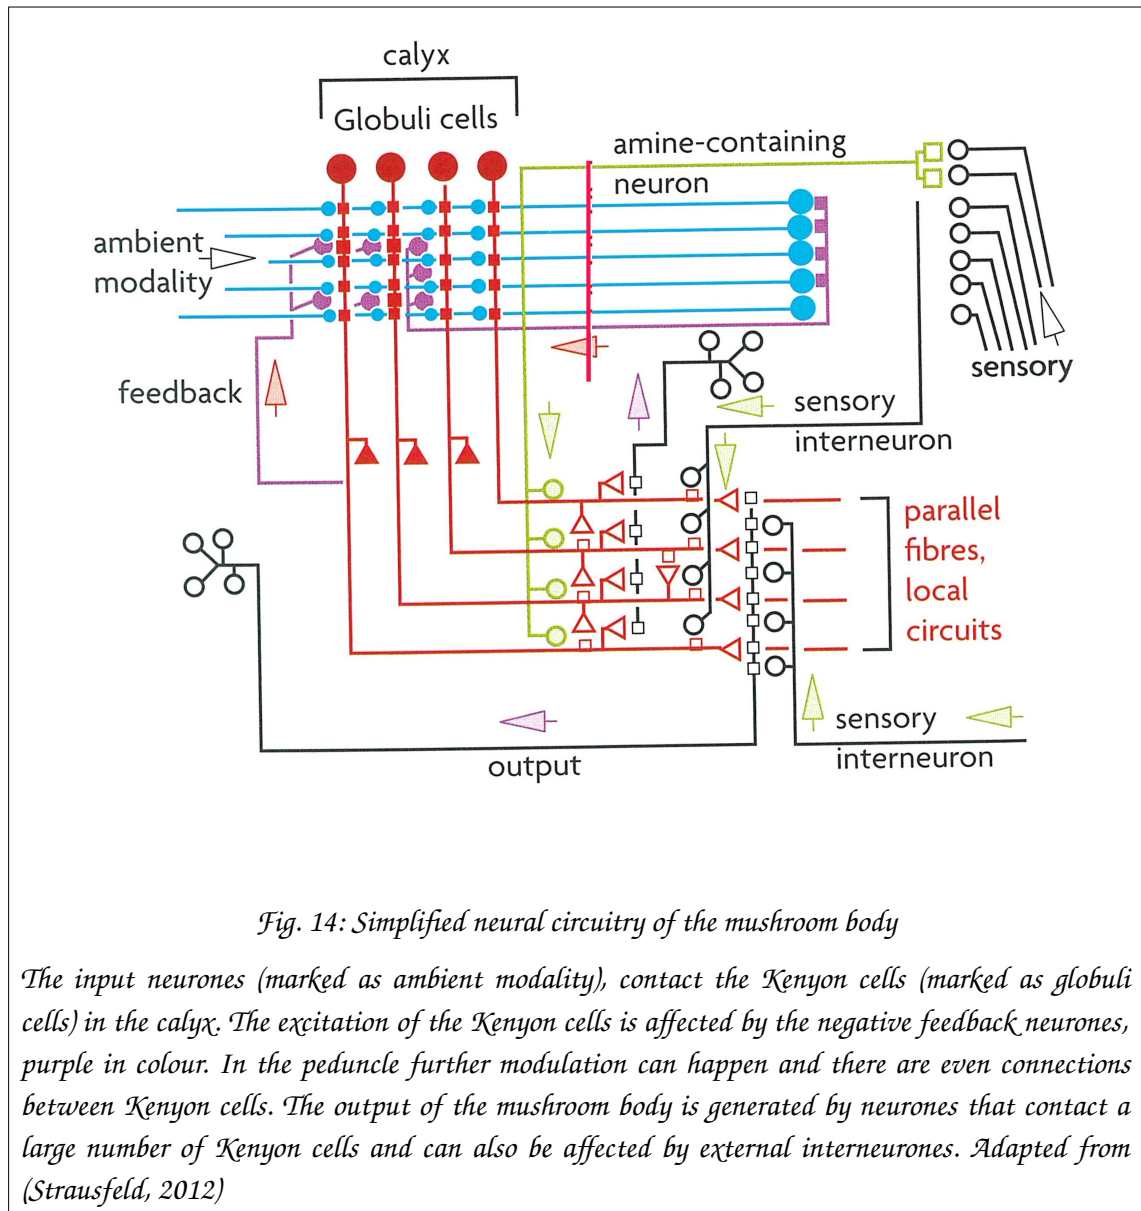 calyx
Globuli cells
amine-containing
neuron
ambient
modality
feedback
sensory
sensory
interneuron
parallel
fibres,
local
circuits
sensory
interneuron
output
Fig. 14: Simplified neural circuitry of the mushroom body
The input neurones (marked as ambient modality), contact the Kenyon cells (marked as globuli
cells) in the calyx. The excitation of the Kenyon cells is affected by the negative feedback neurones,
purple in colour. In the peduncle further modulation can happen and there are even connections
between Kenyon cells. The output of the mushroom body is generated by neurones that contact a
large number of Kenyon cells and can also be affected by external interneurones. Adapted from
(Strausfeld, 2012)